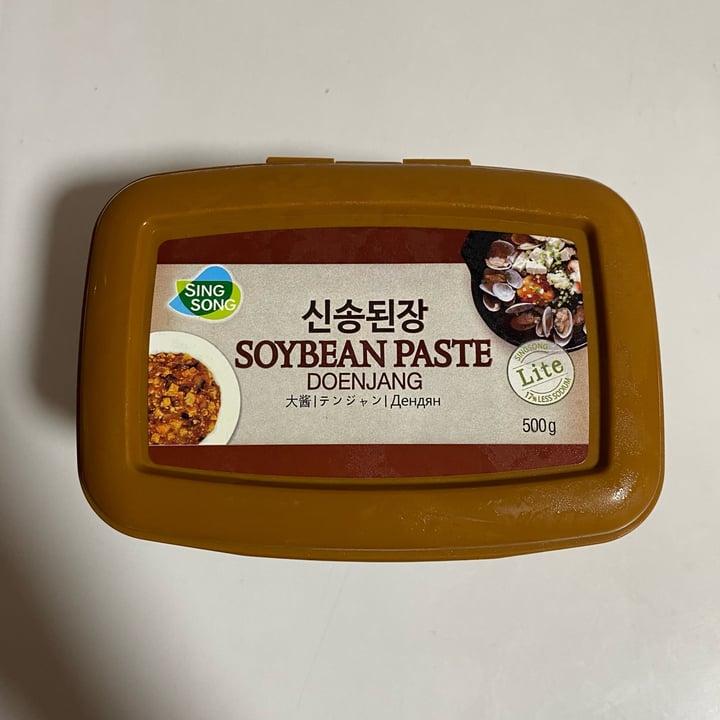 SING
SONG
신송된장
SOYBEAN PASTE
DOENJANG
大酱|テンジャン|Дендян
SINGSONG
Lite
17% LESS SODIUM
500g